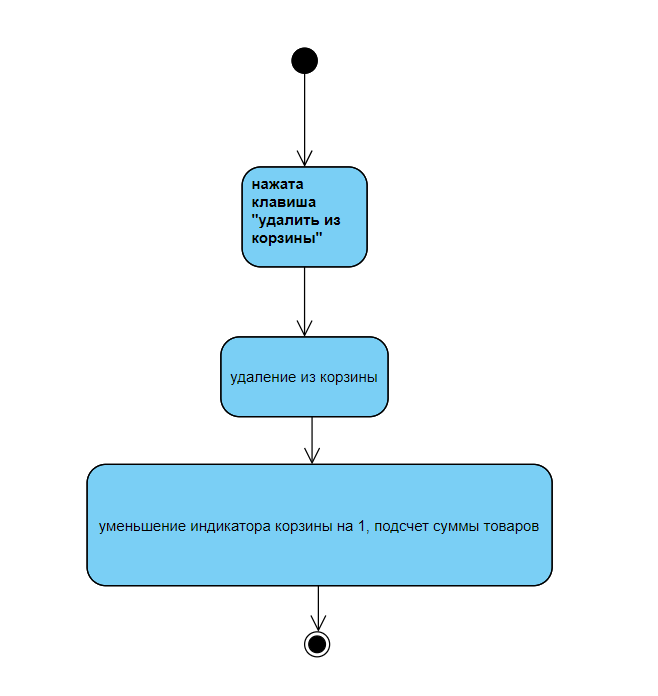 нажата
клавиша
"удалить из
корзины"
удаление из корзины
уменьшение индикатора корзины на 1, подсчет суммы товаров